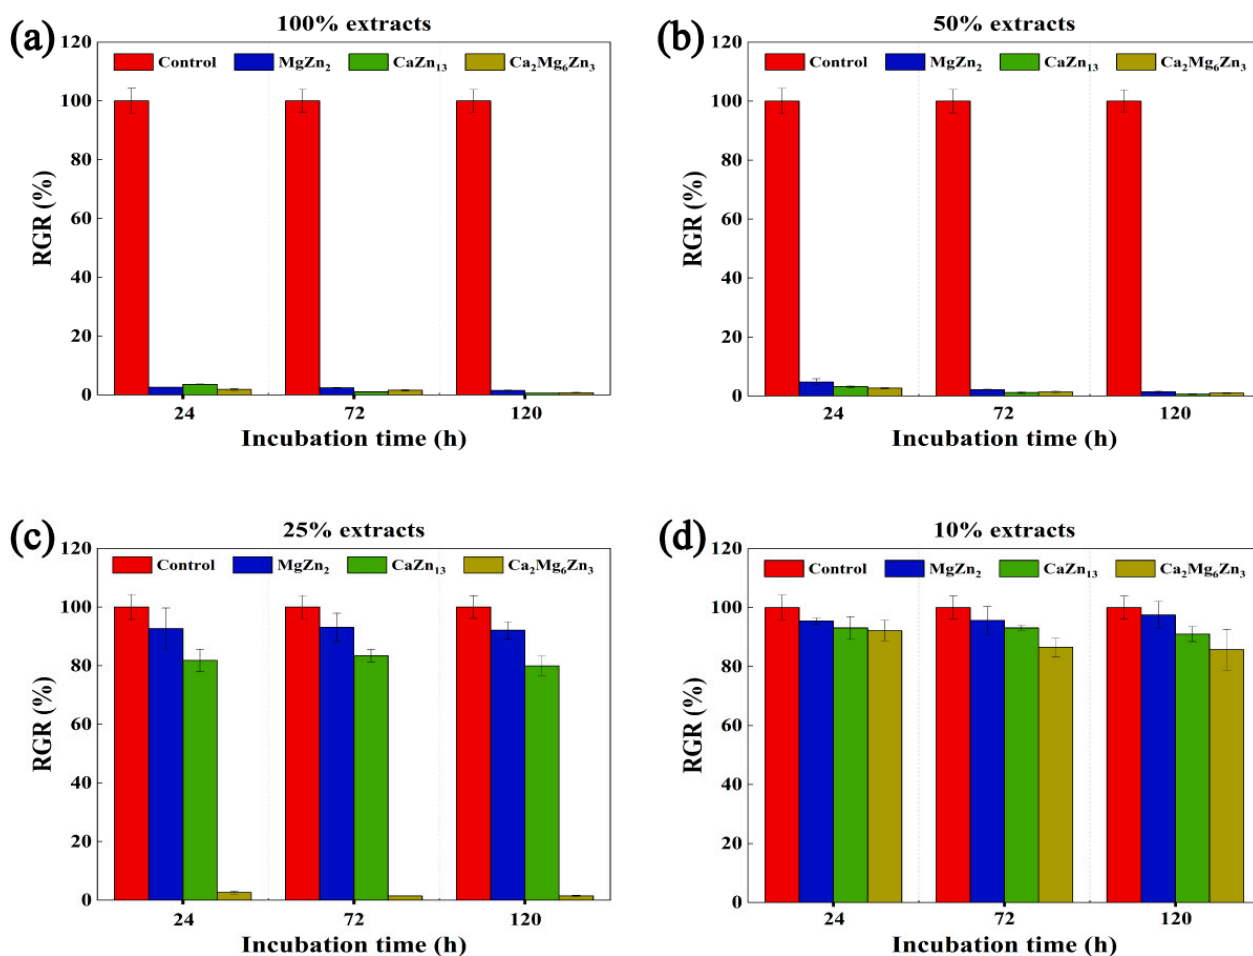 (a)
100% extracts
120
100
80
60
40
20
0
RGR (%)
Control MgZn₂ CaZn₁₃ Ca₂Mg₆Zn₃
24 72 120
Incubation time (h)
(b)
50% extracts
120
100
80
60
40
20
0
RGR (%)
Control MgZn₂ CaZn₁₃ Ca₂Mg₆Zn₃
24 72 120
Incubation time (h)
(c)
25% extracts
120
100
80
60
40
20
0
RGR (%)
Control MgZn₂ CaZn₁₃ Ca₂Mg₆Zn₃
24 72 120
Incubation time (h)
(d)
10% extracts
120
100
80
60
40
20
0
RGR (%)
Control MgZn₂ CaZn₁₃ Ca₂Mg₆Zn₃
24 72 120
Incubation time (h)